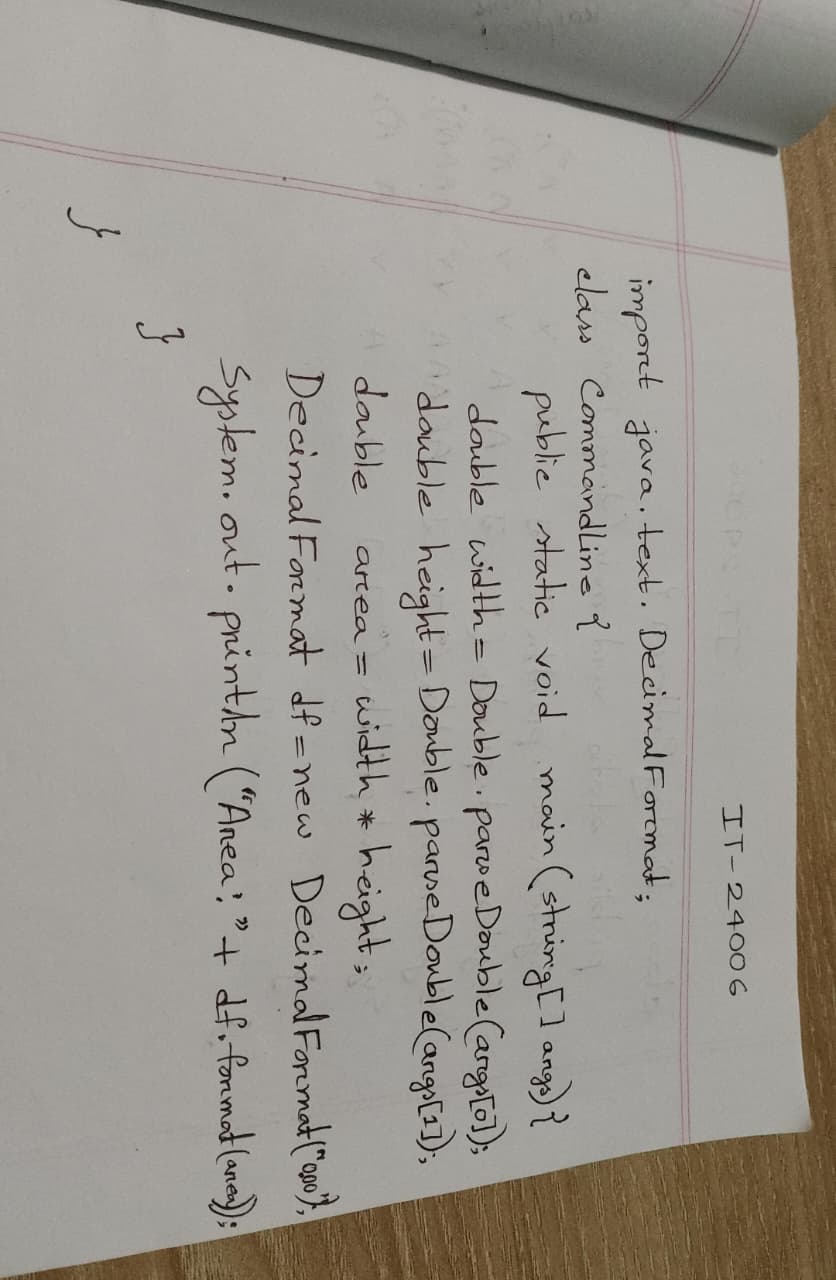 IT-24006
import java.text.DecimalFormat;
class CommandLine {
public static void main(string[] args){
double width = Double.parseDouble(args[0]);
double height = Double.parseDouble(args[1]);
double area = width * height;
DecimalFormat df = new DecimalFormat("0.00");
System.out.println ("Area: "+ df.format(area));
}
}